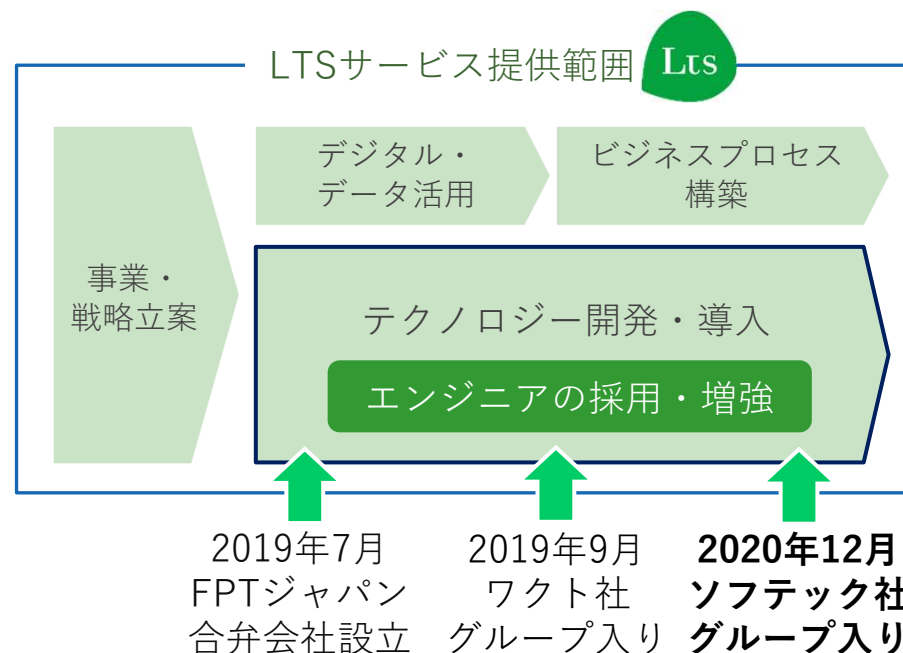 LTSサービス提供範囲
Lts
デジタル・
データ活用
ビジネスプロセス
構築
事業・
戦略立案
テクノロジー開発・導入
エンジニアの採用・増強
2019年7月
FPTジャパン
合弁会社設立
2019年9月
ワクト社
グループ入り
2020年12月
ソフテック社
グループ入り